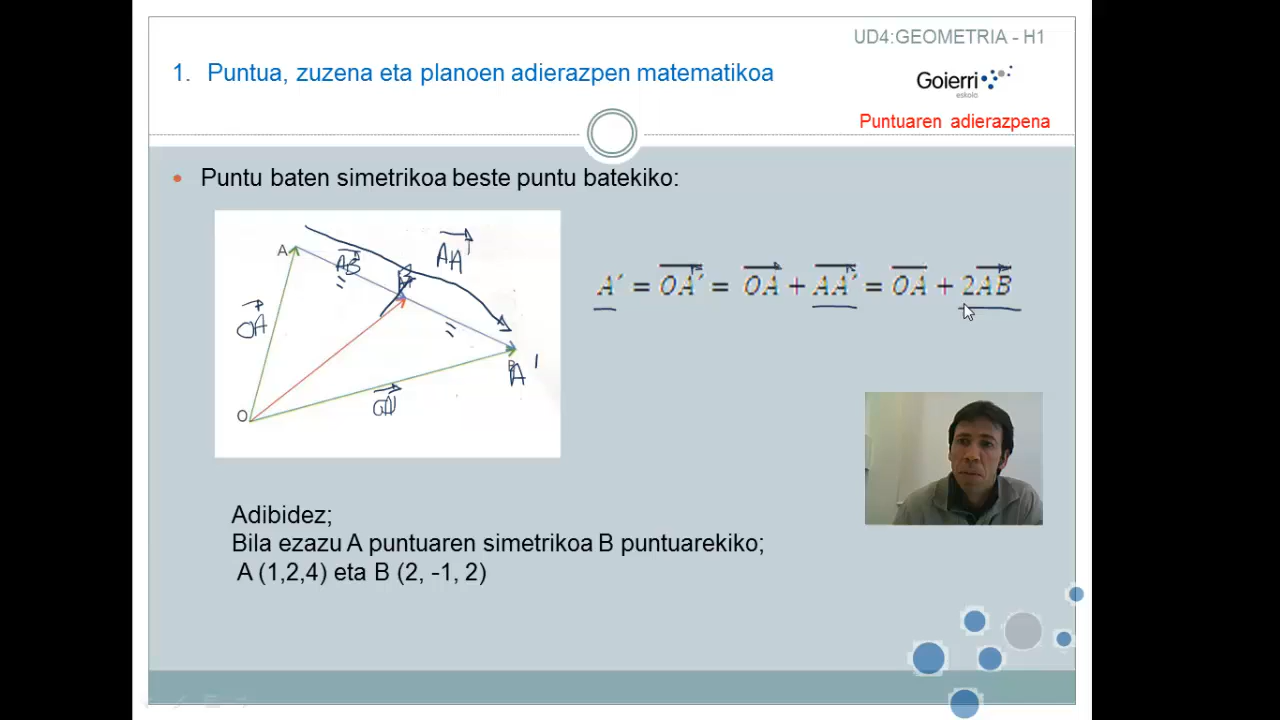 UD4:GEOMETRIA - H1
1. Puntua, zuzena eta planoen adierazpen matematikoa
Goierri
eskola
Puntuaren adierazpena
• Puntu baten simetrikoa beste puntu batekiko:
A
AB
AA'
B
OA
A'
OA'
O
A' = OA' = OA + AA' = OA + 2AB
Adibidez;
Bila ezazu A puntuaren simetrikoa B puntuarekiko;
A (1,2,4) eta B (2, -1, 2)